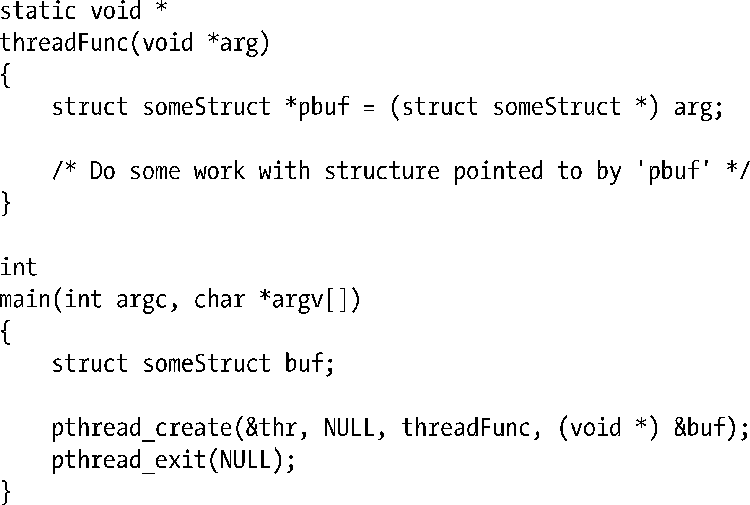 static void *
threadFunc(void *arg)
{
    struct someStruct *pbuf = (struct someStruct *) arg;

    /* Do some work with structure pointed to by 'pbuf' */
}

int
main(int argc, char *argv[])
{
    struct someStruct buf;

    pthread_create(&thr, NULL, threadFunc, (void *) &buf);
    pthread_exit(NULL);
}